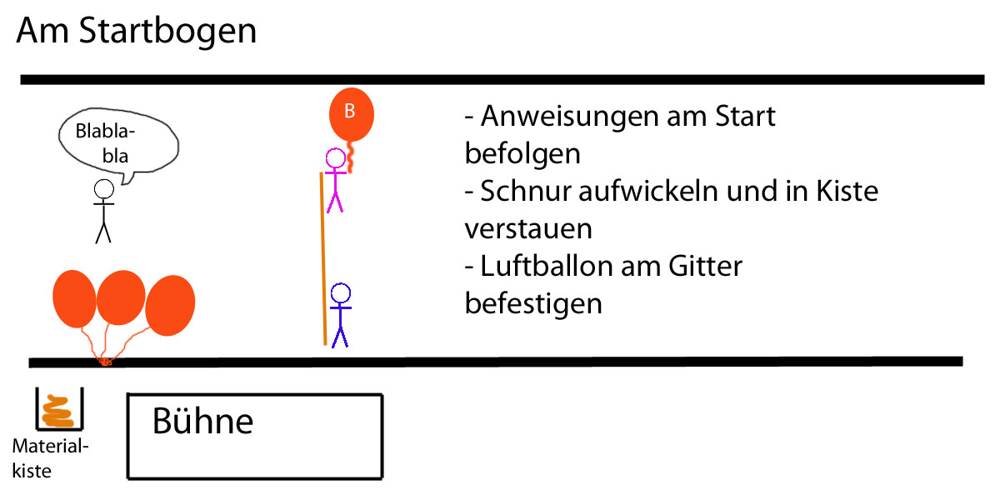 Am Startbogen
Blabla-
bla
B
- Anweisungen am Start
befolgen
- Schnur aufwickeln und in Kiste
verstauen
- Luftballon am Gitter
befestigen
Material-
kiste
Bühne